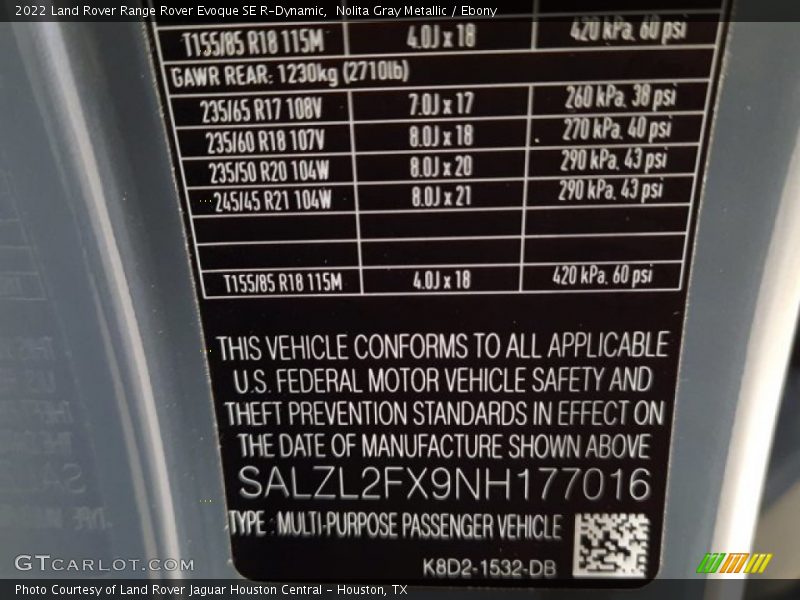 2022 Land Rover Range Rover Evoque SE R-Dynamic, Nolita Gray Metallic / Ebony
T155/85 R18 115M 4.0J x 18 420 kPa, 60 psi
GAWR REAR: 1230kg (2710lb)
235/65 R17 108V 7.0J x 17 260 kPa, 38 psi
235/60 R18 107V 8.0J x 18 270 kPa, 40 psi
235/50 R20 104W 8.0J x 20 290 kPa, 43 psi
245/45 R21 104W 8.0J x 21 290 kPa, 43 psi
T155/85 R18 115M 4.0J x 18 420 kPa, 60 psi
THIS VEHICLE CONFORMS TO ALL APPLICABLE
U.S. FEDERAL MOTOR VEHICLE SAFETY AND
THEFT PREVENTION STANDARDS IN EFFECT ON
THE DATE OF MANUFACTURE SHOWN ABOVE
SALZL2FX9NH177016
TYPE : MULTI-PURPOSE PASSENGER VEHICLE
K8D2-1532-DB
GTCARLOT.COM
Photo Courtesy of Land Rover Jaguar Houston Central - Houston, TX